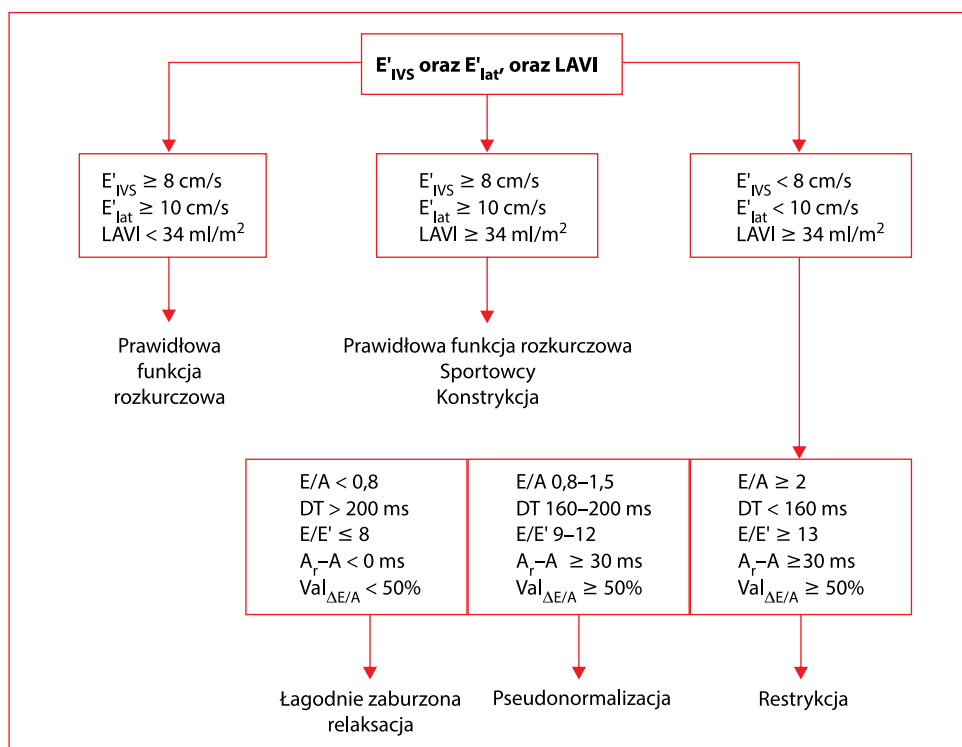 E'IVS oraz E'lat, oraz LAVI
E'IVS ≥ 8 cm/s
E'lat ≥ 10 cm/s
LAVI < 34 ml/m²
E'IVS ≥ 8 cm/s
E'lat ≥ 10 cm/s
LAVI ≥ 34 ml/m²
E'IVS < 8 cm/s
E'lat < 10 cm/s
LAVI ≥ 34 ml/m²
Prawidłowa
funkcja
rozkurczowa
Prawidłowa funkcja rozkurczowa
Sportowcy
Konstrykcja
E/A < 0,8
DT > 200 ms
E/E' ≤ 8
Ar–A < 0 ms
ValΔE/A < 50%
E/A 0,8–1,5
DT 160–200 ms
E/E' 9–12
Ar–A ≥ 30 ms
ValΔE/A ≥ 50%
E/A ≥ 2
DT < 160 ms
E/E' ≥ 13
Ar–A ≥30 ms
ValΔE/A ≥ 50%
Łagodnie zaburzona
relaksacja
Pseudonormalizacja
Restrykcja